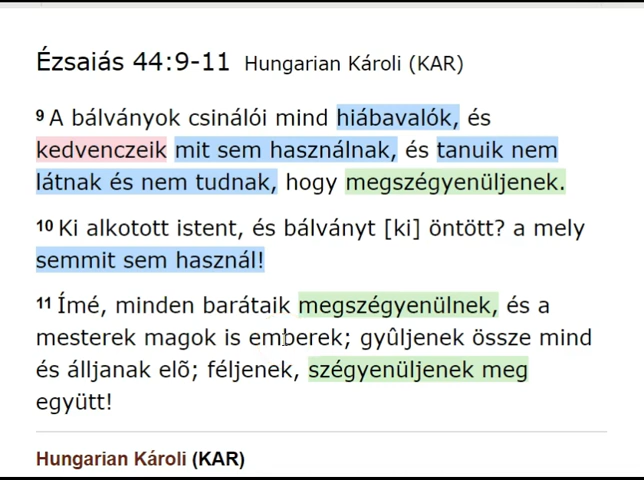 Ézsaiás 44:9-11 Hungarian Károli (KAR)
9 A bálványok csinálói mind hiábavalók, és
kedvenczeik mit sem használnak, és tanuik nem
látnak és nem tudnak, hogy megszégyenüljenek.
10 Ki alkotott istent, és bálványt [ki] öntött? a mely
semmit sem használ!
11 Ímé, minden barátaik megszégyenülnek, és a
mesterek magok is emberek; gyûljenek össze mind
és álljanak elõ; féljenek, szégyenüljenek meg
együtt!
Hungarian Károli (KAR)